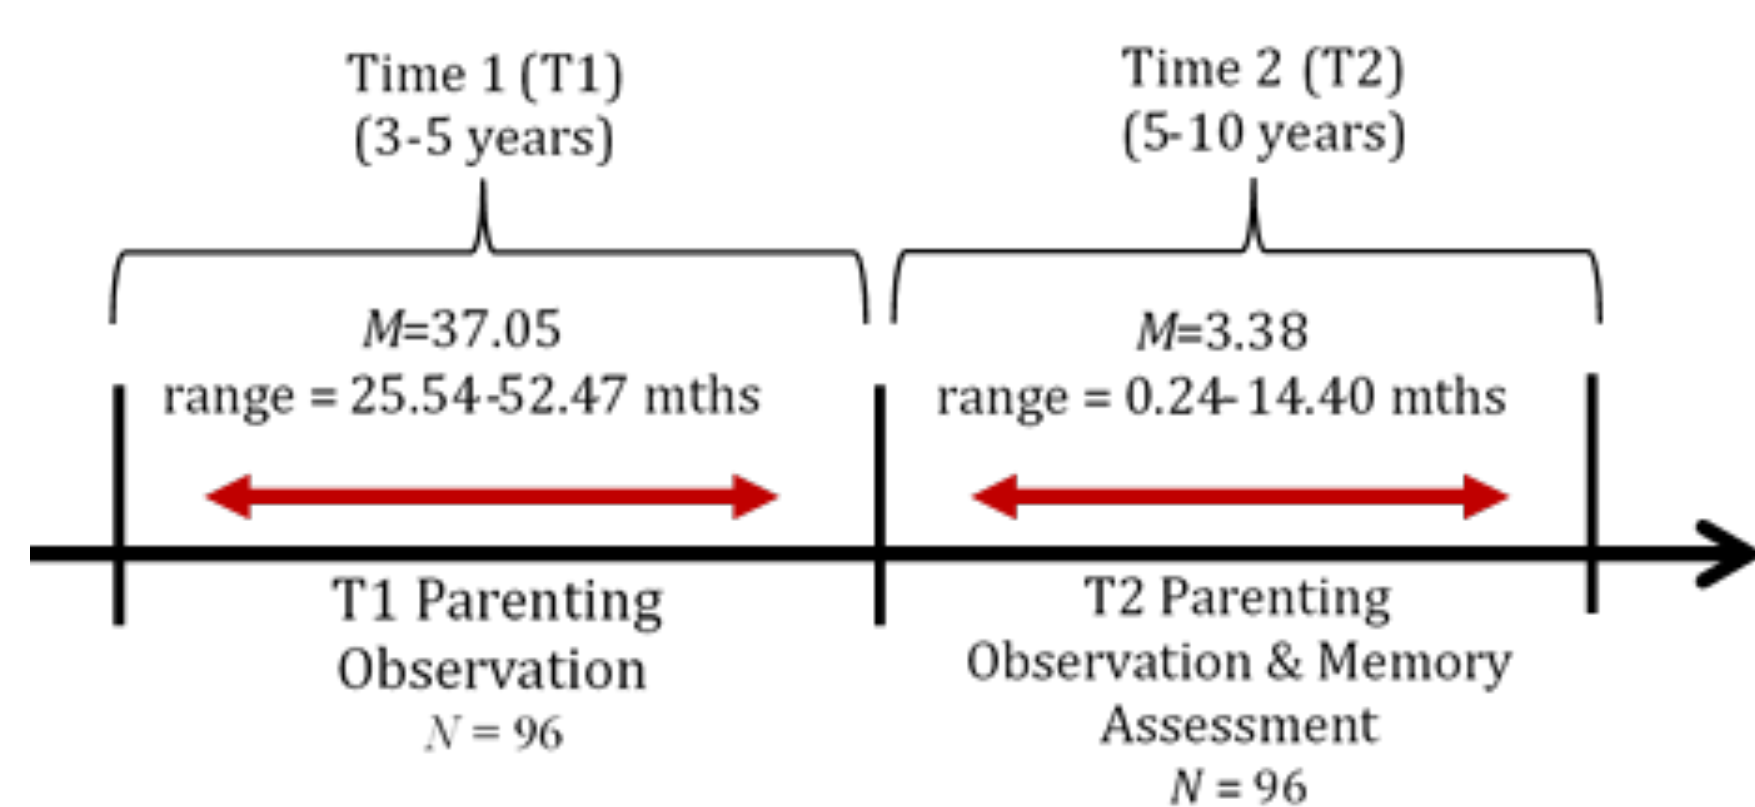 Time 1 (T1)
(3-5 years)
M=37.05
range = 25.54-52.47 mths
T1 Parenting
Observation
N = 96
Time 2 (T2)
(5-10 years)
M=3.38
range = 0.24-14.40 mths
T2 Parenting
Observation & Memory
Assessment
N = 96